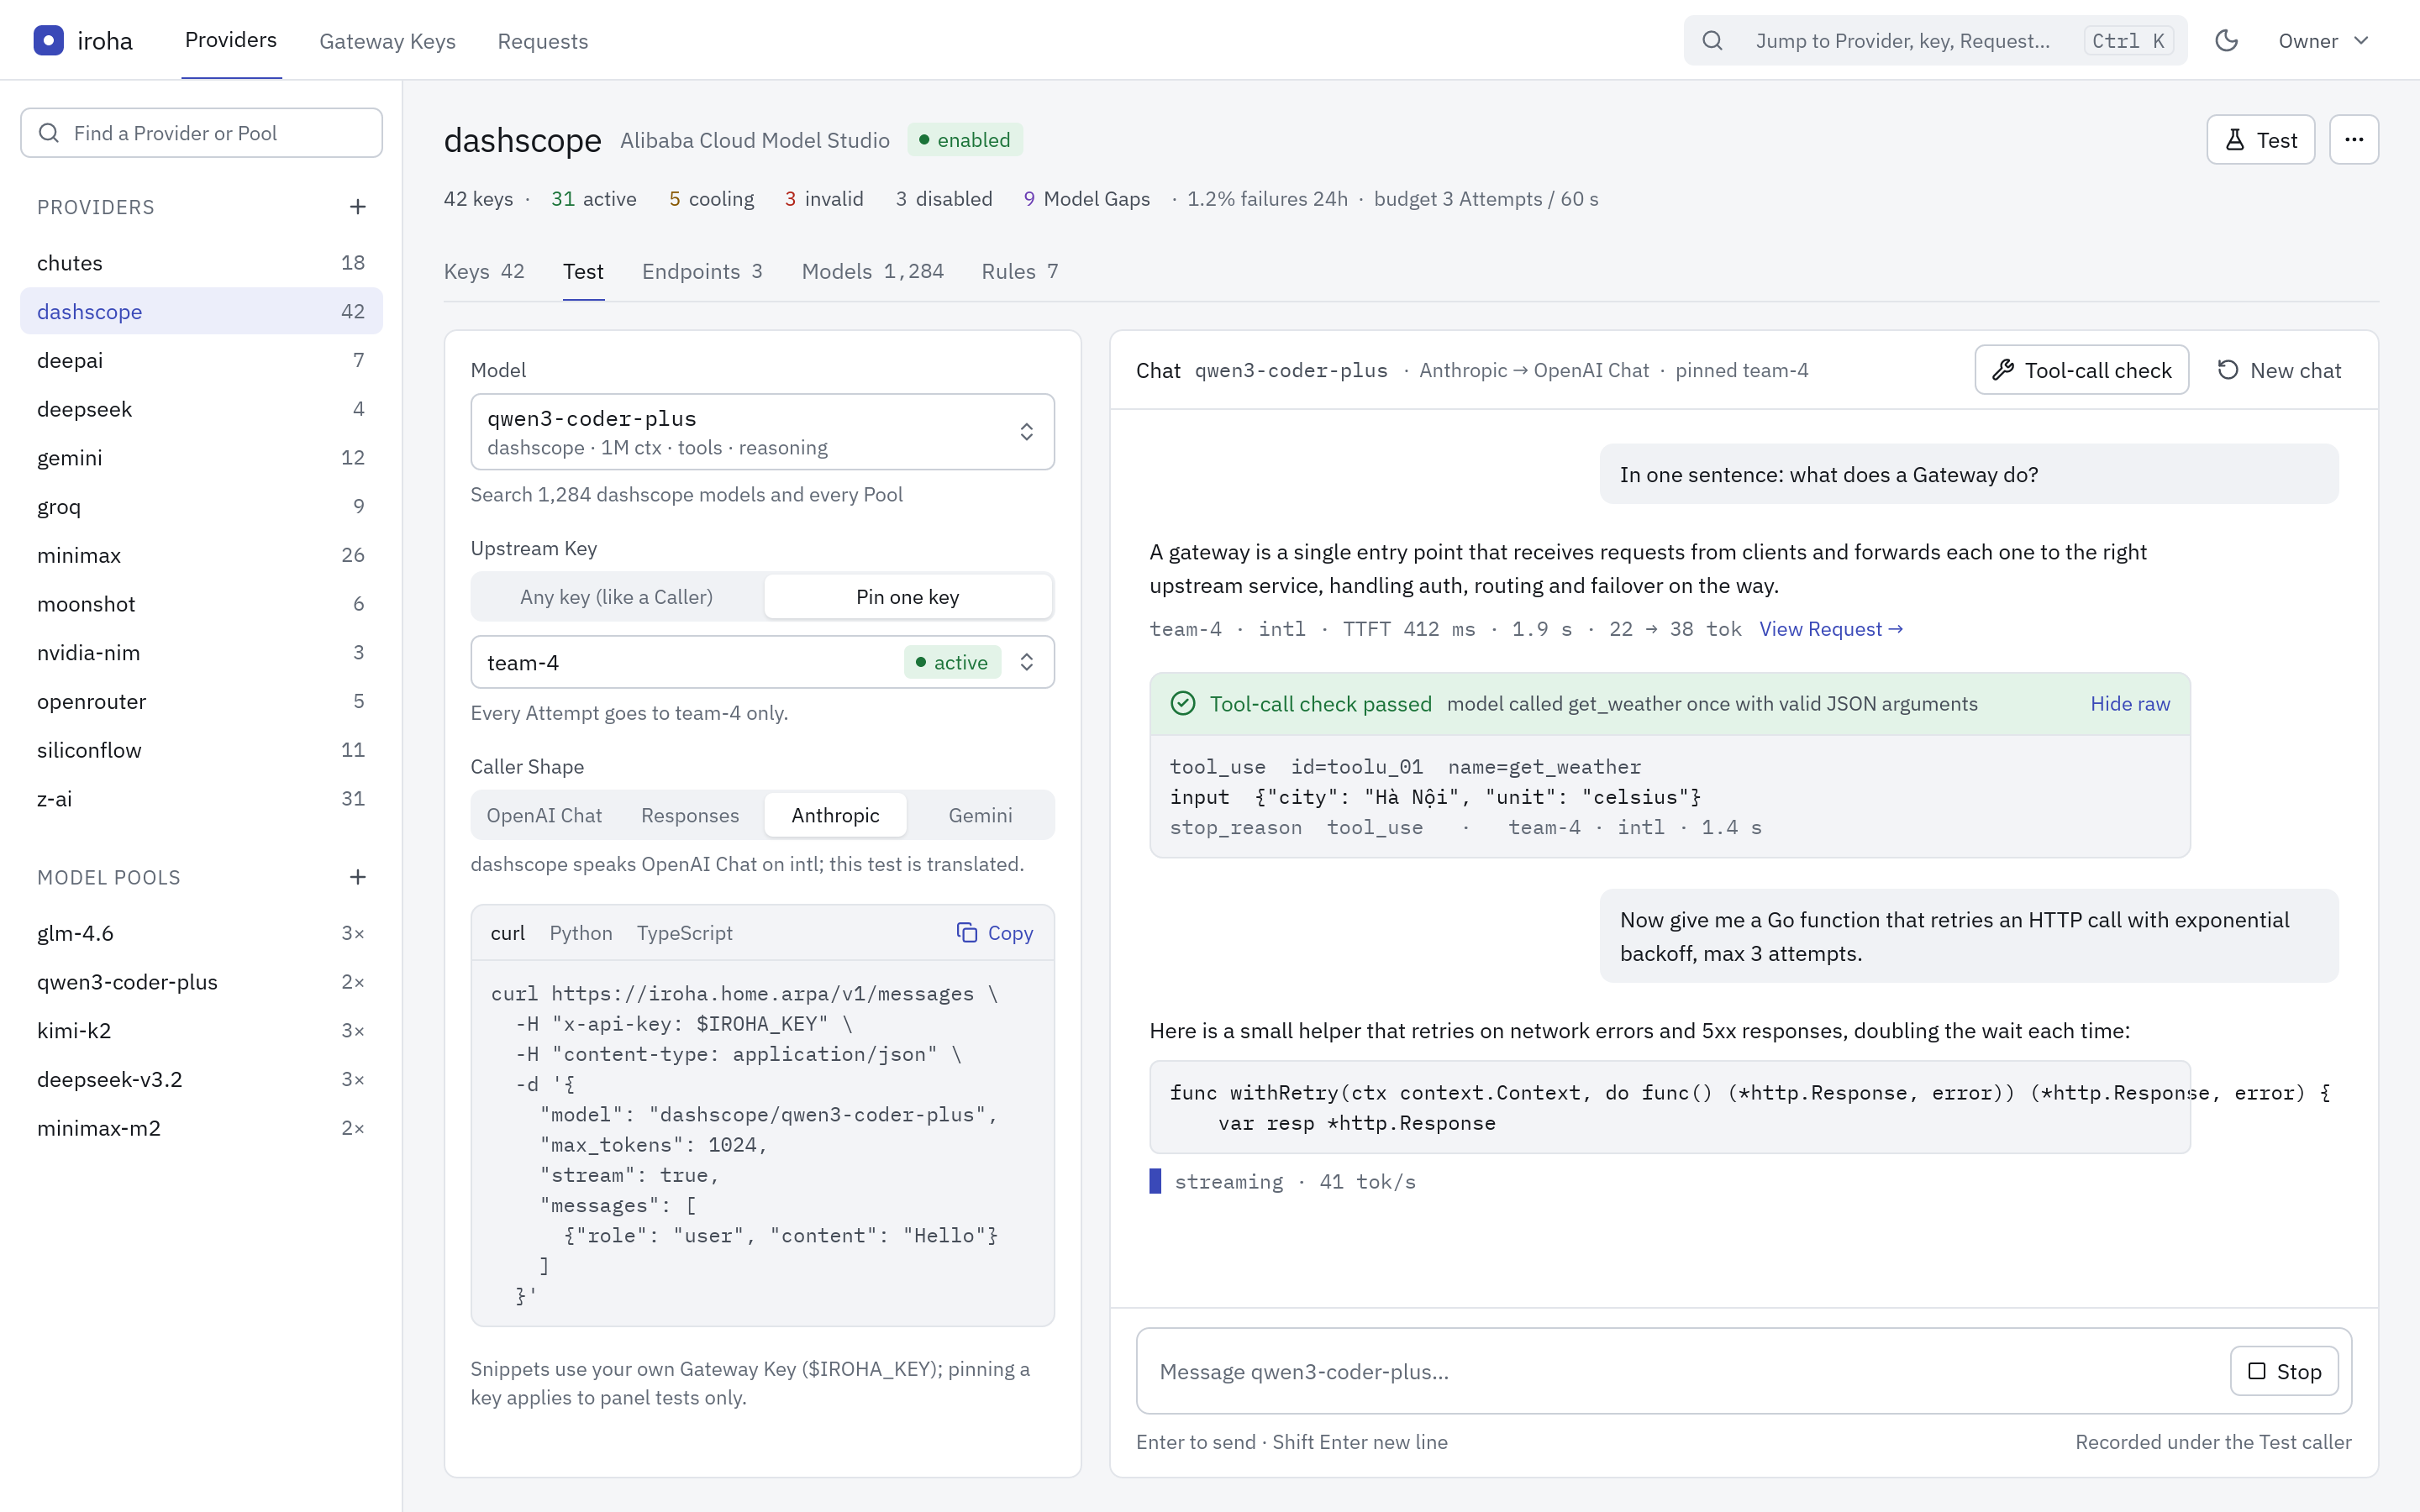 iroha
Providers
Gateway Keys
Requests
Jump to Provider, key, Request...
Ctrl K
Owner
Find a Provider or Pool
PROVIDERS
chutes 18
dashscope 42
deepai 7
deepseek 4
gemini 12
groq 9
minimax 26
moonshot 6
nvidia-nim 3
openrouter 5
siliconflow 11
z-ai 31
MODEL POOLS
glm-4.6 3×
qwen3-coder-plus 2×
kimi-k2 3×
deepseek-v3.2 3×
minimax-m2 2×
dashscope Alibaba Cloud Model Studio enabled
Test
42 keys · 31 active 5 cooling 3 invalid 3 disabled 9 Model Gaps · 1.2% failures 24h · budget 3 Attempts / 60 s
Keys 42 Test Endpoints 3 Models 1,284 Rules 7
Model
qwen3-coder-plus
dashscope · 1M ctx · tools · reasoning
Search 1,284 dashscope models and every Pool
Upstream Key
Any key (like a Caller) Pin one key
team-4 active
Every Attempt goes to team-4 only.
Caller Shape
OpenAI Chat Responses Anthropic Gemini
dashscope speaks OpenAI Chat on intl; this test is translated.
curl Python TypeScript Copy
curl https://iroha.home.arpa/v1/messages \
-H "x-api-key: $IROHA_KEY" \
-H "content-type: application/json" \
-d '{
"model": "dashscope/qwen3-coder-plus",
"max_tokens": 1024,
"stream": true,
"messages": [
{"role": "user", "content": "Hello"}
]
}'
Snippets use your own Gateway Key ($IROHA_KEY); pinning a
key applies to panel tests only.
Chat qwen3-coder-plus · Anthropic → OpenAI Chat · pinned team-4
Tool-call check
New chat
In one sentence: what does a Gateway do?
A gateway is a single entry point that receives requests from clients and forwards each one to the right
upstream service, handling auth, routing and failover on the way.
team-4 · intl · TTFT 412 ms · 1.9 s · 22 → 38 tok View Request →
Tool-call check passed model called get_weather once with valid JSON arguments Hide raw
tool_use id=toolu_01 name=get_weather
input {"city": "Hà Nội", "unit": "celsius"}
stop_reason tool_use · team-4 · intl · 1.4 s
Now give me a Go function that retries an HTTP call with exponential
backoff, max 3 attempts.
Here is a small helper that retries on network errors and 5xx responses, doubling the wait each time:
func withRetry(ctx context.Context, do func() (*http.Response, error)) (*http.Response, error) {
var resp *http.Response
streaming · 41 tok/s
Message qwen3-coder-plus...
Stop
Enter to send · Shift Enter new line
Recorded under the Test caller